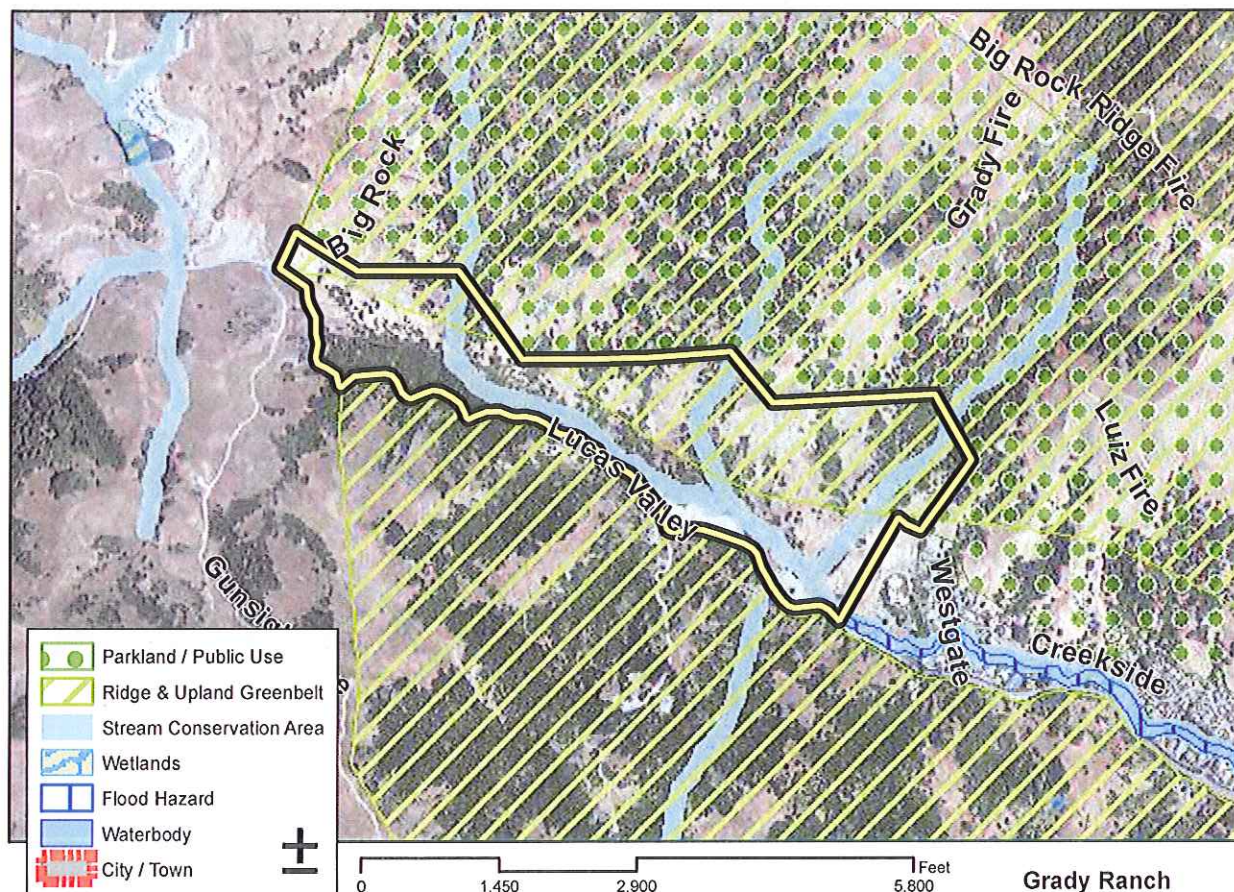 Big Rock Ridge Fire
Grady Fire
Big Rock
Luiz Fire
Lucas Valley
Westgate
Creekside
Parkland / Public Use
Ridge & Upland Greenbelt
Stream Conservation Area
Wetlands
Flood Hazard
Waterbody
City / Town
Feet
0 1.450 2.900 5.800
Grady Ranch